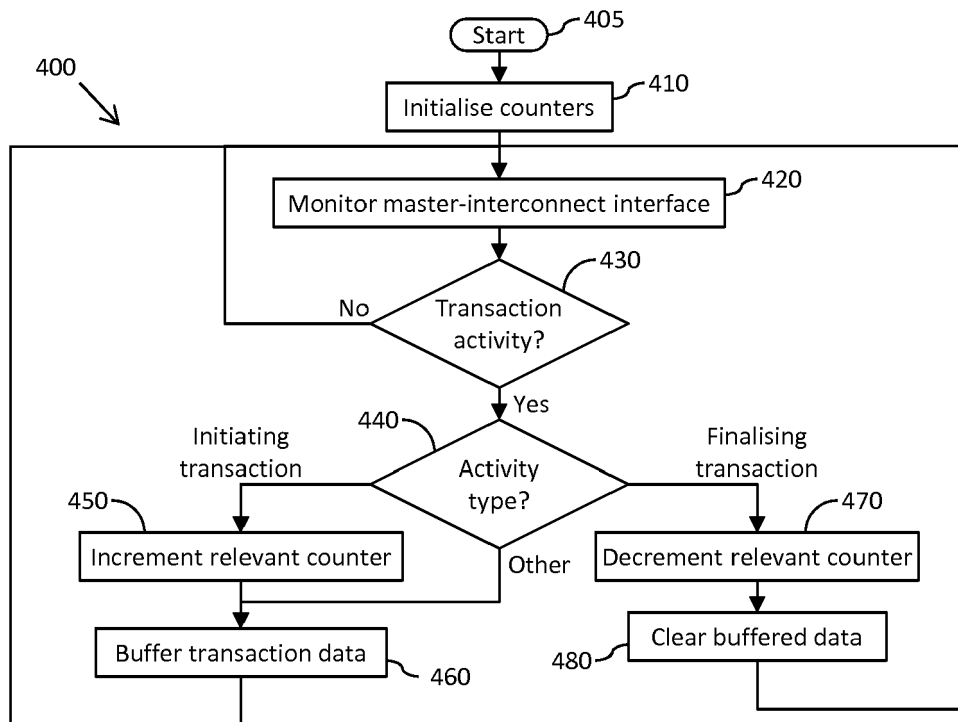 Start
405
400
Initialise counters
410
Monitor master-interconnect interface
420
430
Transaction
activity?
No
Yes
440
Initiating
transaction
Activity
type?
Finalising
transaction
450
Increment relevant counter
Other
470
Decrement relevant counter
Buffer transaction data
460
Clear buffered data
480